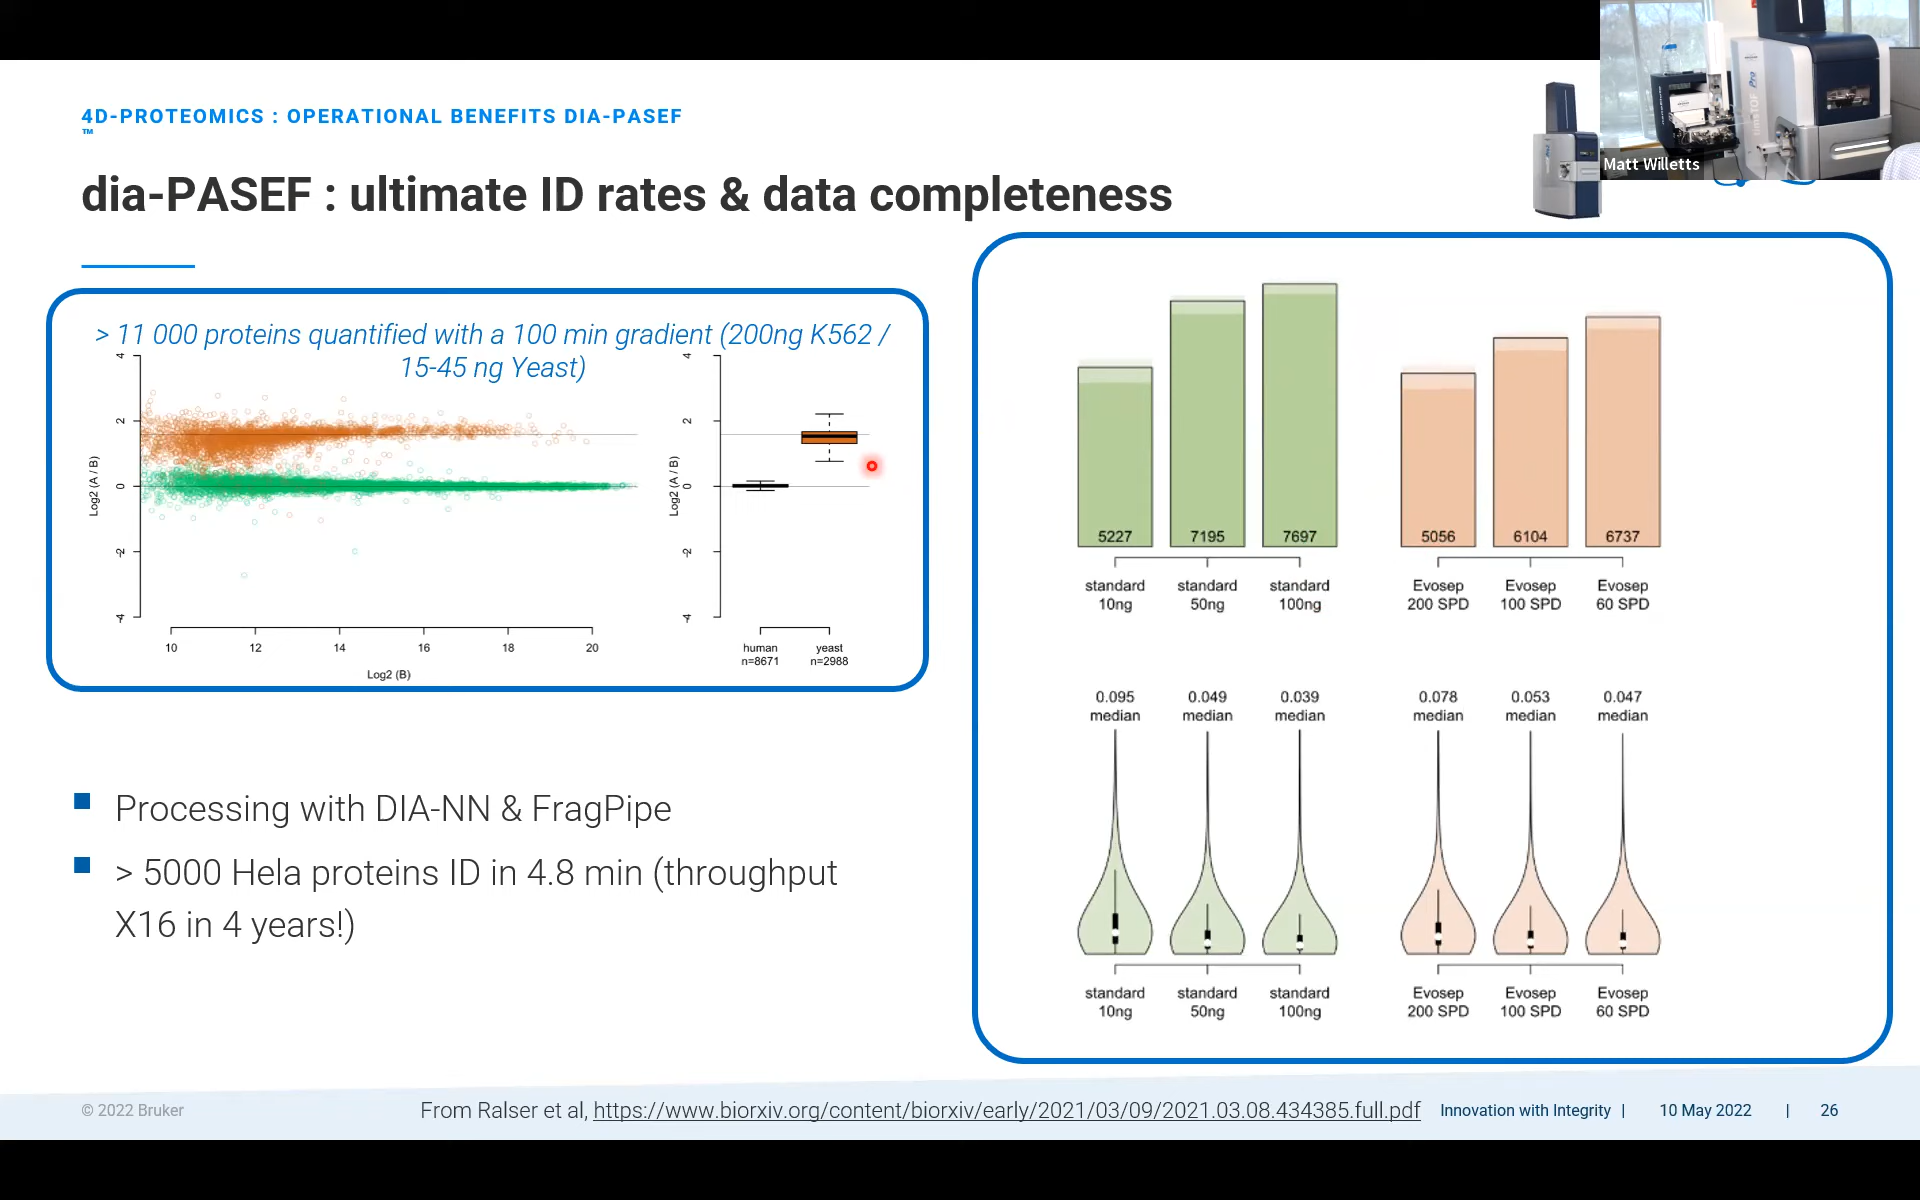 4D-PROTEOMICS : OPERATIONAL BENEFITS DIA-PASEF
™
dia-PASEF : ultimate ID rates & data completeness
Matt Willetts
> 11 000 proteins quantified with a 100 min gradient (200ng K562 /
15-45 ng Yeast)
4
2
0
-2
-4
Log2 (A / B)
10 12 14 16 18 20
Log2 (B)
4
2
0
-2
-4
Log2 (A / B)
human yeast
n=8671 n=2988
Processing with DIA-NN & FragPipe
> 5000 Hela proteins ID in 4.8 min (throughput
X16 in 4 years!)
5227 7195 7697 5056 6104 6737
standard standard standard Evosep Evosep Evosep
10ng 50ng 100ng 200 SPD 100 SPD 60 SPD
0.095 0.049 0.039 0.078 0.053 0.047
median median median median median median
standard standard standard Evosep Evosep Evosep
10ng 50ng 100ng 200 SPD 100 SPD 60 SPD
© 2022 Bruker
From Ralser et al, https://www.biorxiv.org/content/biorxiv/early/2021/03/09/2021.03.08.434385.full.pdf
Innovation with Integrity | 10 May 2022 | 26